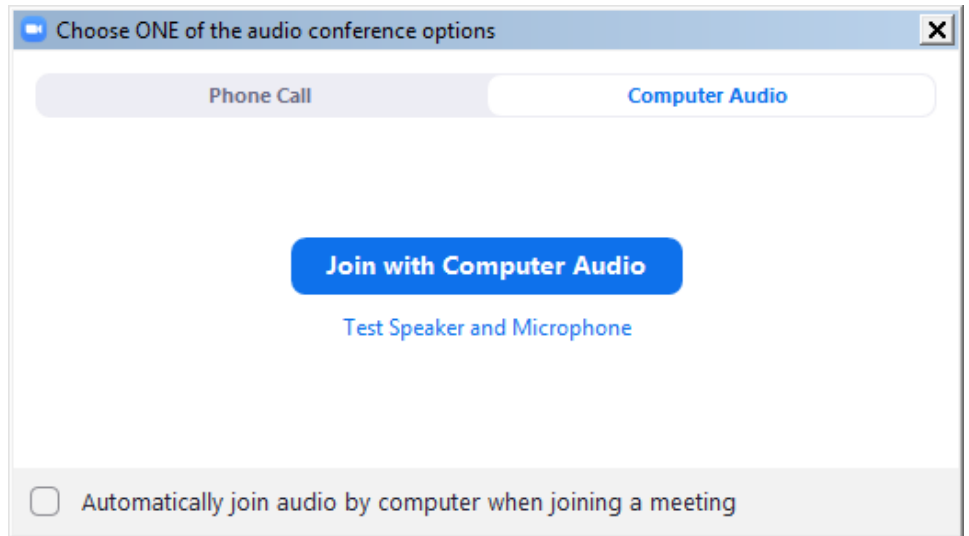 Choose ONE of the audio conference options
Phone Call
Computer Audio
Join with Computer Audio
Test Speaker and Microphone
Automatically join audio by computer when joining a meeting